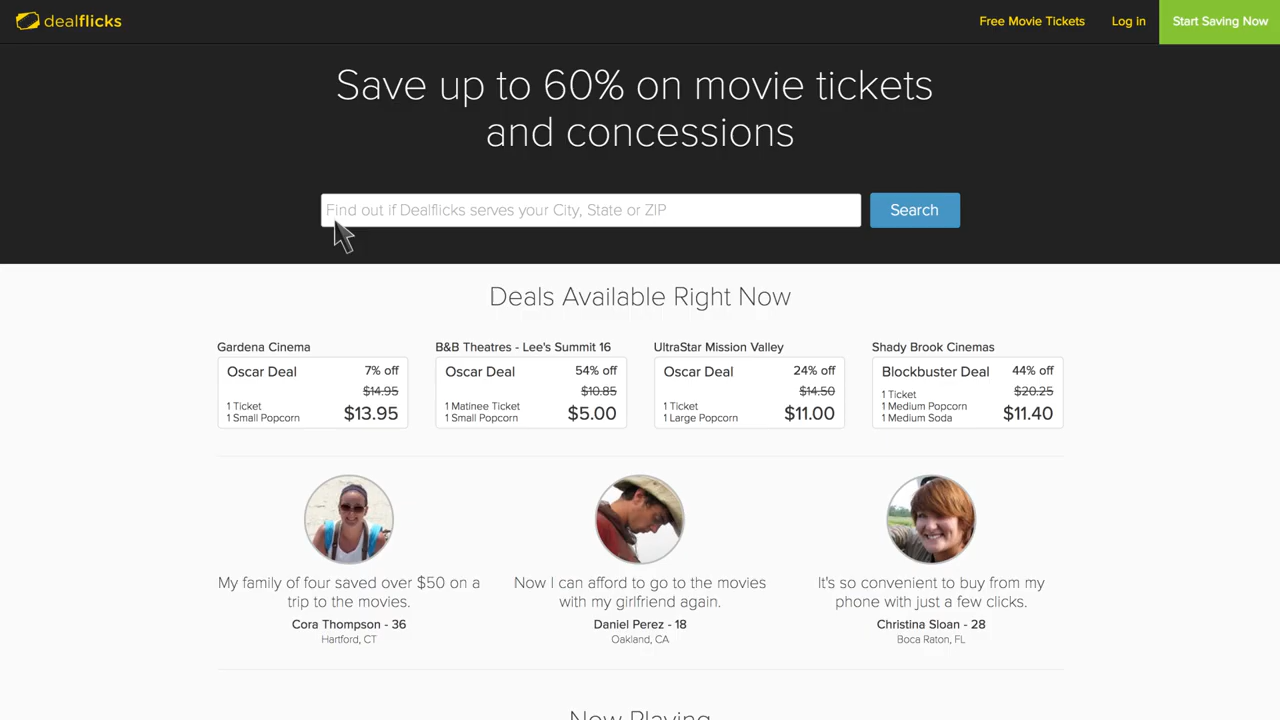 dealflicks
Free Movie Tickets
Log in
Start Saving Now
Save up to 60% on movie tickets
and concessions
Find out if Dealflicks serves your City, State or ZIP
Search
Deals Available Right Now
Gardena Cinema
Oscar Deal
7% off
$14.95
1 Ticket
1 Small Popcorn
$13.95
B&B Theatres - Lee's Summit 16
Oscar Deal
54% off
$10.85
1 Matinee Ticket
1 Small Popcorn
$5.00
UltraStar Mission Valley
Oscar Deal
24% off
$14.50
1 Ticket
1 Large Popcorn
$11.00
Shady Brook Cinemas
Blockbuster Deal
44% off
$20.25
1 Ticket
1 Medium Popcorn
1 Medium Soda
$11.40
My family of four saved over $50 on a
trip to the movies.
Cora Thompson - 36
Hartford, CT
Now I can afford to go to the movies
with my girlfriend again.
Daniel Perez - 18
Oakland, CA
It's so convenient to buy from my
phone with just a few clicks.
Christina Sloan - 28
Boca Raton, FL
Now Playing